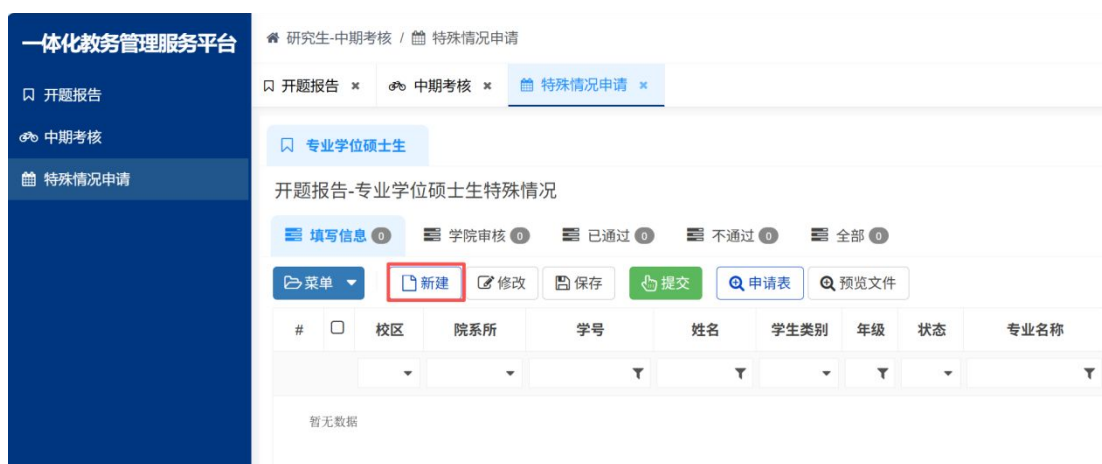 一体化教务管理服务平台
研究生-中期考核 / 特殊情况申请
开题报告 × 中期考核 × 特殊情况申请 ×
开题报告
中期考核
特殊情况申请
专业学位硕士生
开题报告-专业学位硕士生特殊情况
填写信息 0 学院审核 0 已通过 0 不通过 0 全部 0
菜单 新建 修改 保存 提交 申请表 预览文件
# 校区 院系所 学号 姓名 学生类别 年级 状态 专业名称
暂无数据